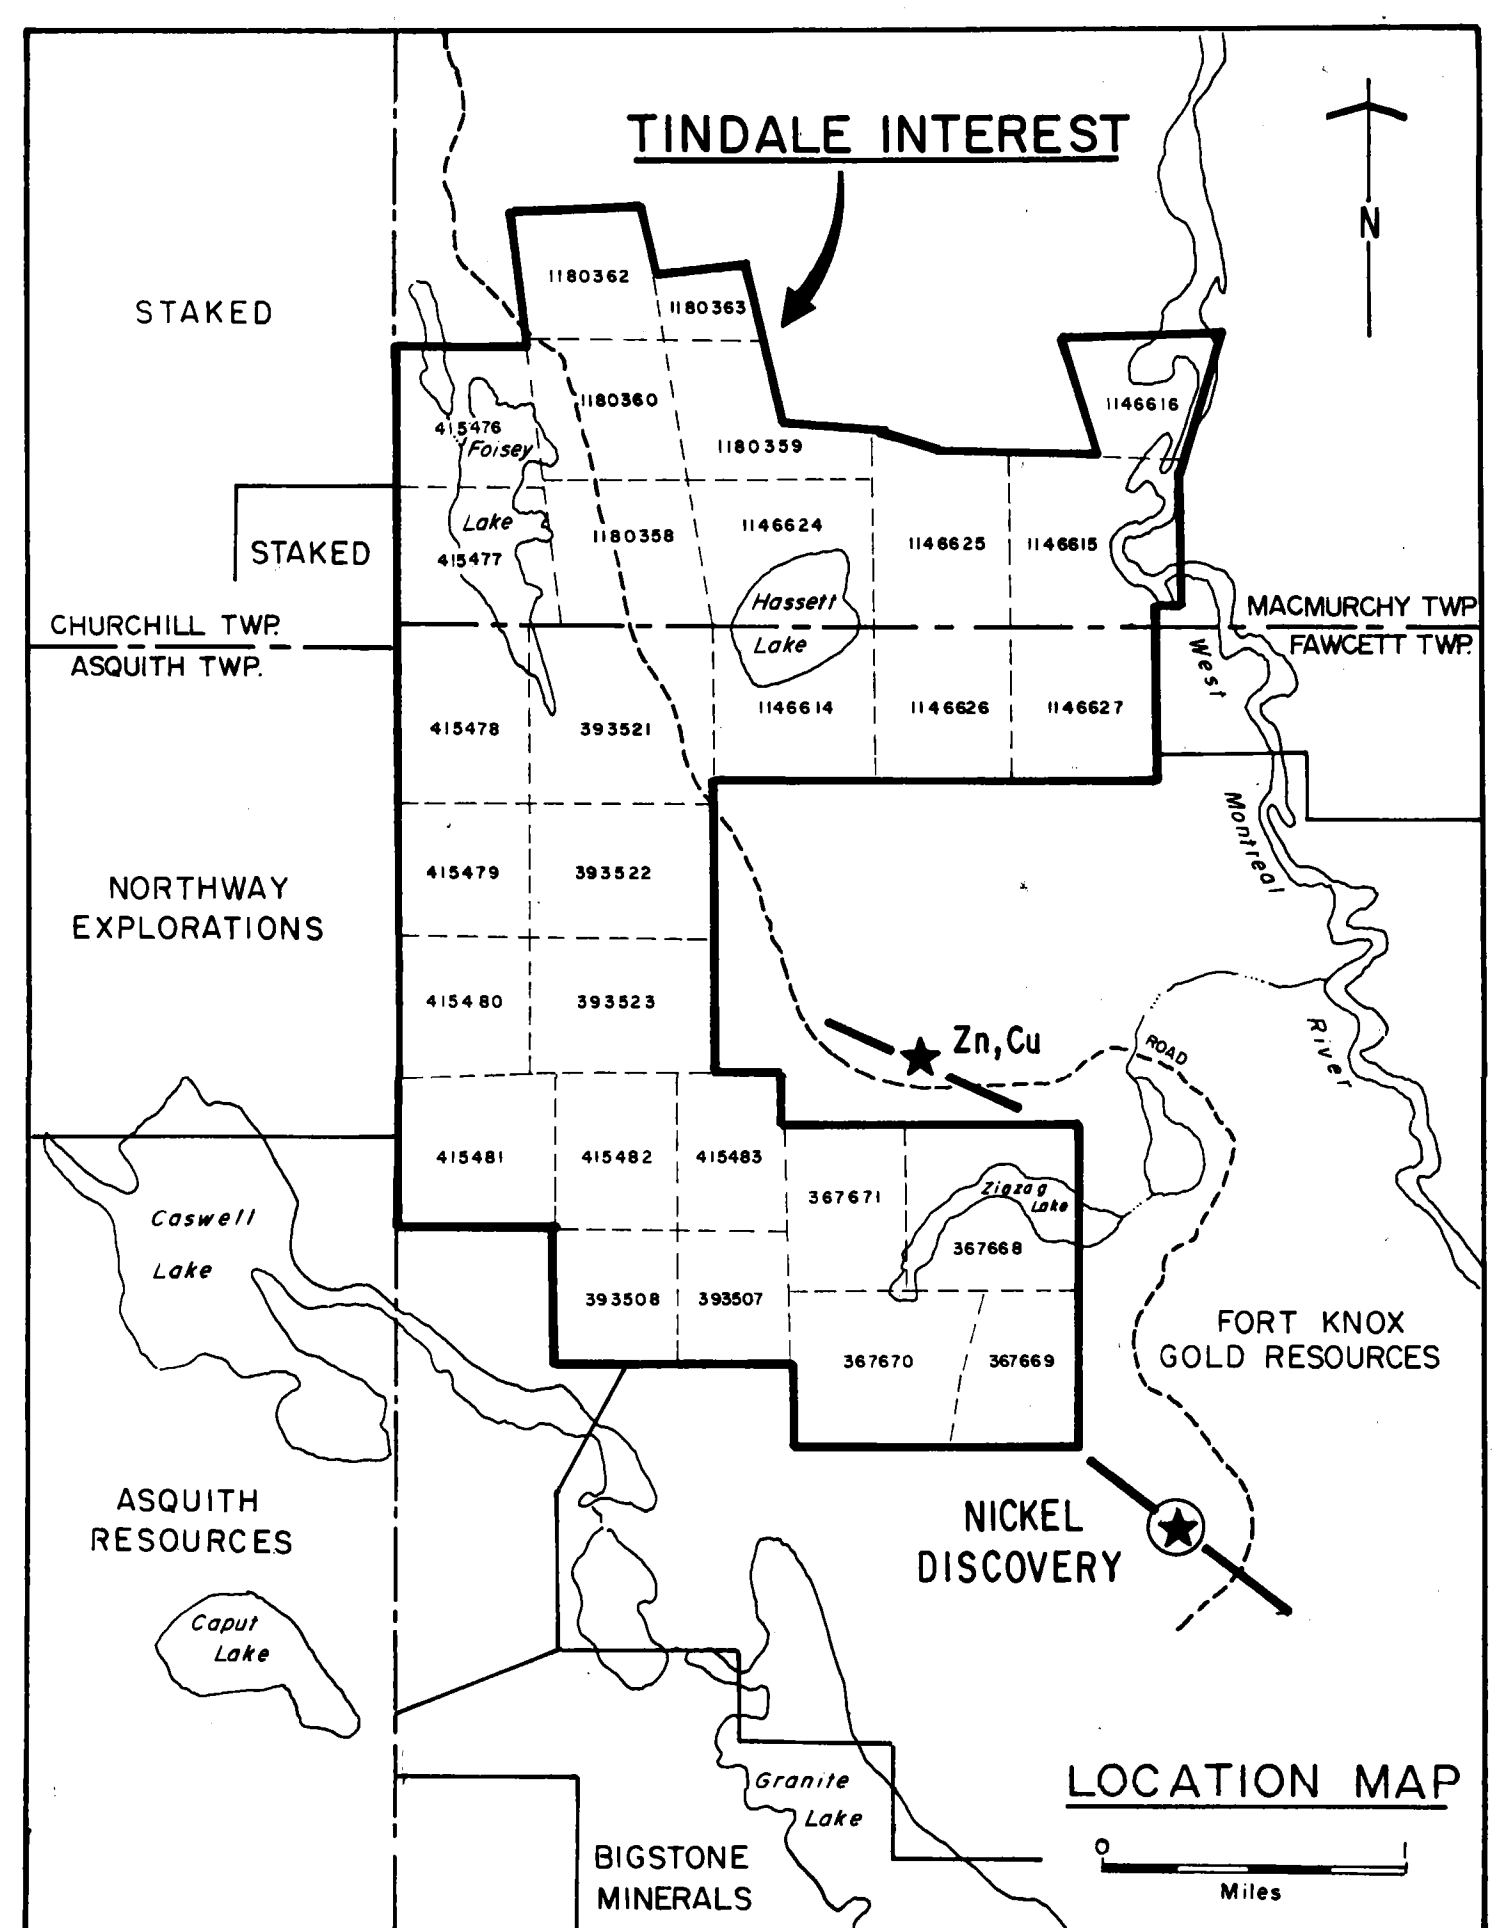 TINDALE INTEREST
N
1180362
STAKED
1180363
1180360
1146616
415476
Foisey
1180359
Lake
1146624
STAKED
415477
1180358
1146625
1146615
Hassett
Lake
CHURCHILL TWP.
ASQUITH TWP.
MACMURCHY TWP
FAWCETT TWP.
West
Montreal
River
415478
393521
1146614
1146626
1146627
NORTHWAY
EXPLORATIONS
415479
393522
415480
393523
Zn,Cu
ROAD
415481
415482
415483
367671
Zigzag
Lake
367668
Caswell
Lake
393508
393507
FORT KNOX
GOLD RESOURCES
367670
367669
ASQUITH
RESOURCES
NICKEL
DISCOVERY
Caput
Lake
Granite
Lake
LOCATION MAP
0 1
Miles
BIGSTONE
MINERALS